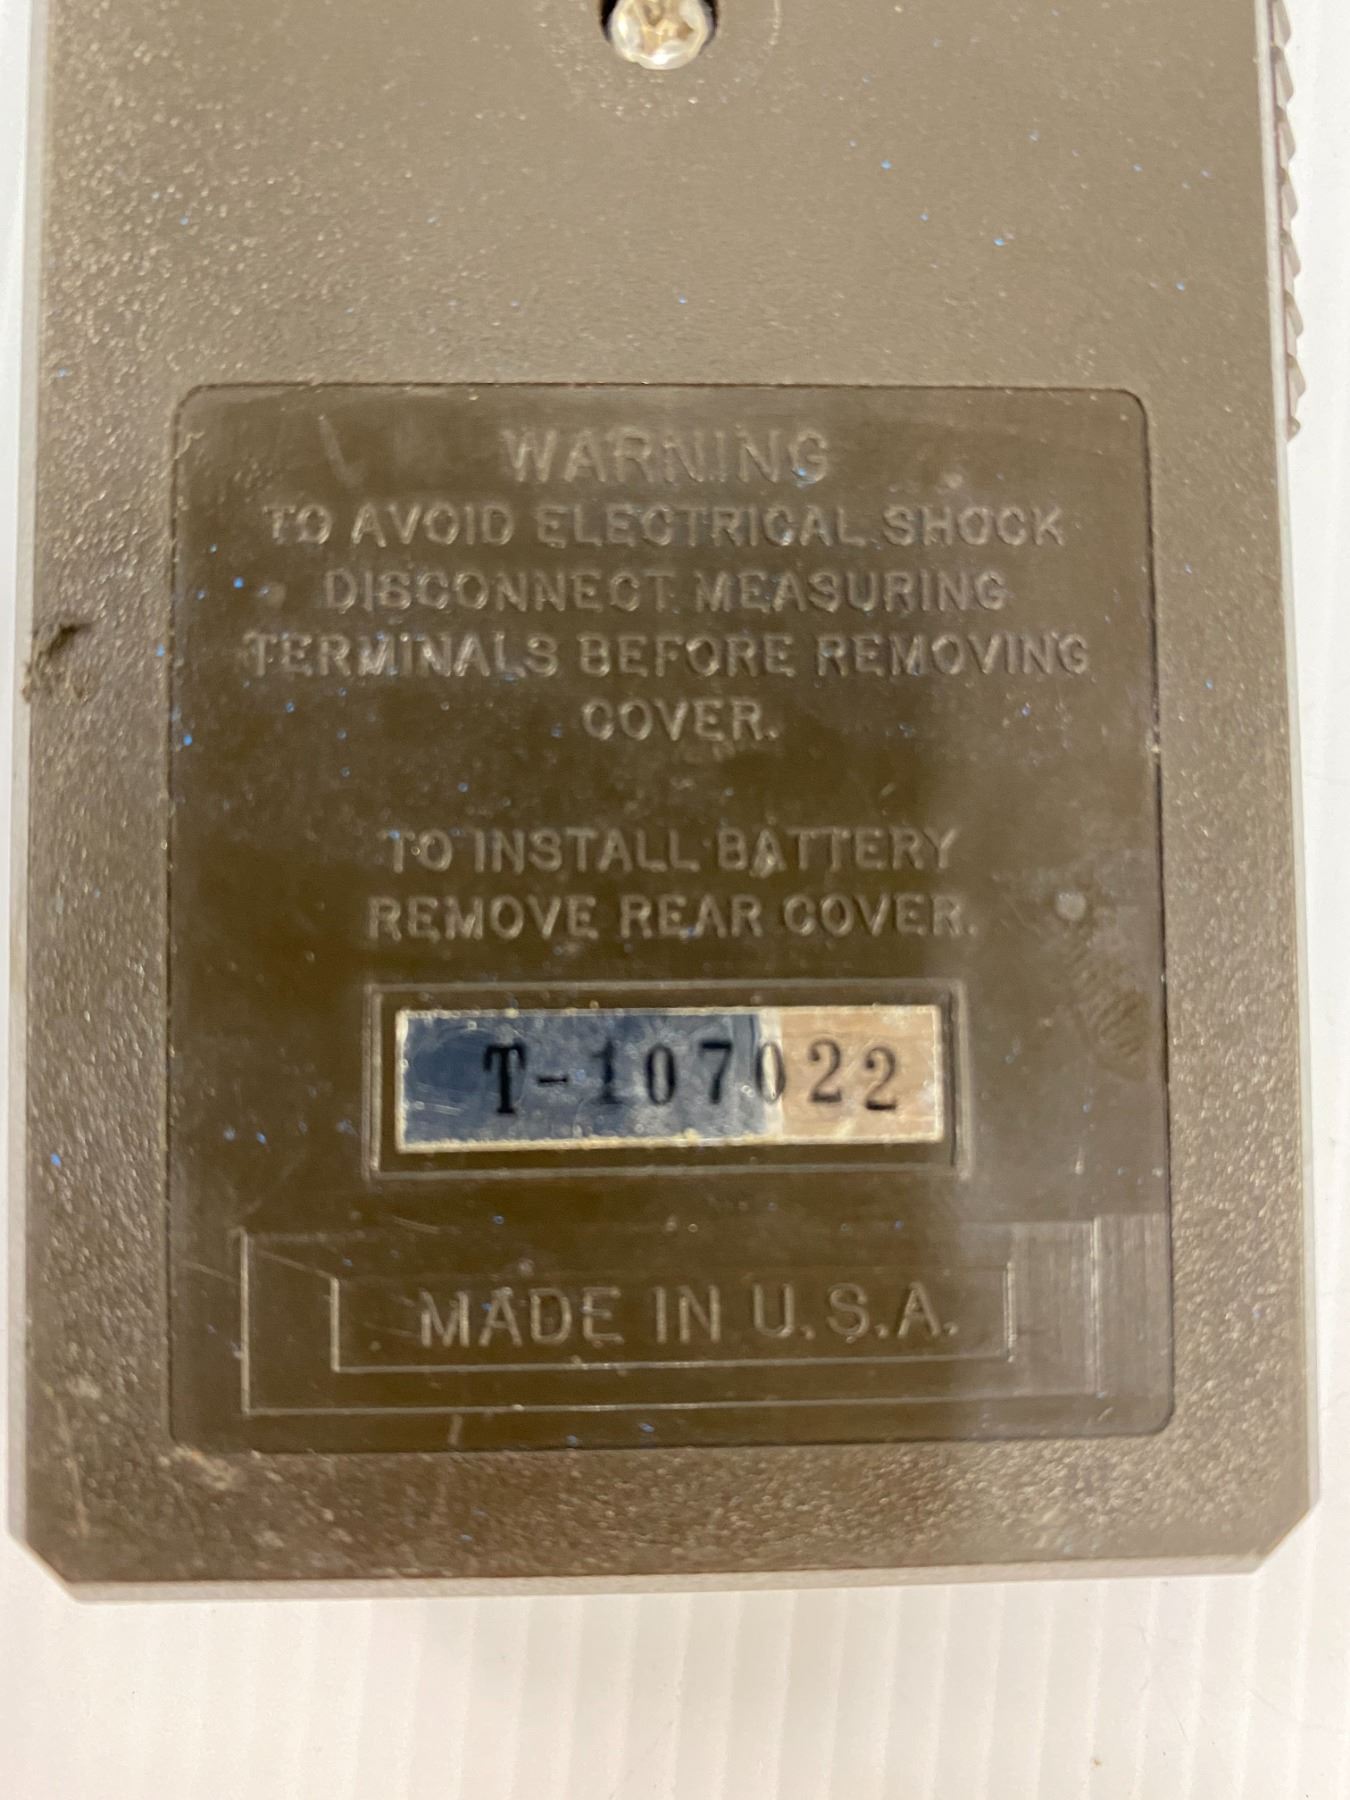 WARNING
TO AVOID ELECTRICAL SHOCK
DISCONNECT MEASURING
TERMINALS BEFORE REMOVING
COVER.
TO INSTALL BATTERY
REMOVE REAR COVER.
T-107022
MADE IN U.S.A.